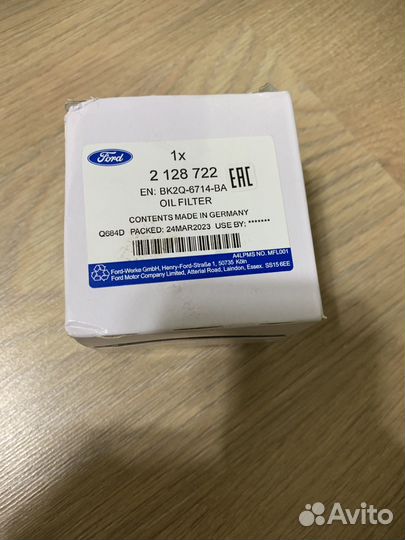 Ford
1x
2 128 722
EN: BK2Q-6714-BA
EAC
OIL FILTER
CONTENTS MADE IN GERMANY
Q684D PACKED: 24MAR2023 USE BY: *******
A4LPMS NO. MFL001
Ford-Werke GmbH, Henry-Ford-Straße 1, 50735 Köln
Ford Motor Company Limited, Arterial Road, Laindon, Essex. SS15 6EE
Avito